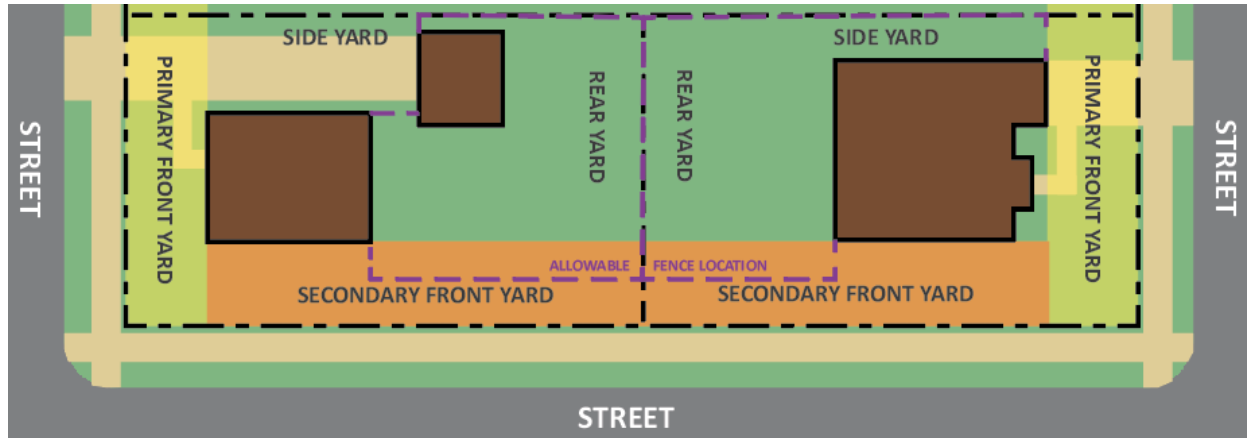 SIDE YARD
SIDE YARD
PRIMARY FRONT YARD
REAR YARD
REAR YARD
PRIMARY FRONT YARD
STREET
STREET
ALLOWABLE FENCE LOCATION
SECONDARY FRONT YARD
SECONDARY FRONT YARD
STREET